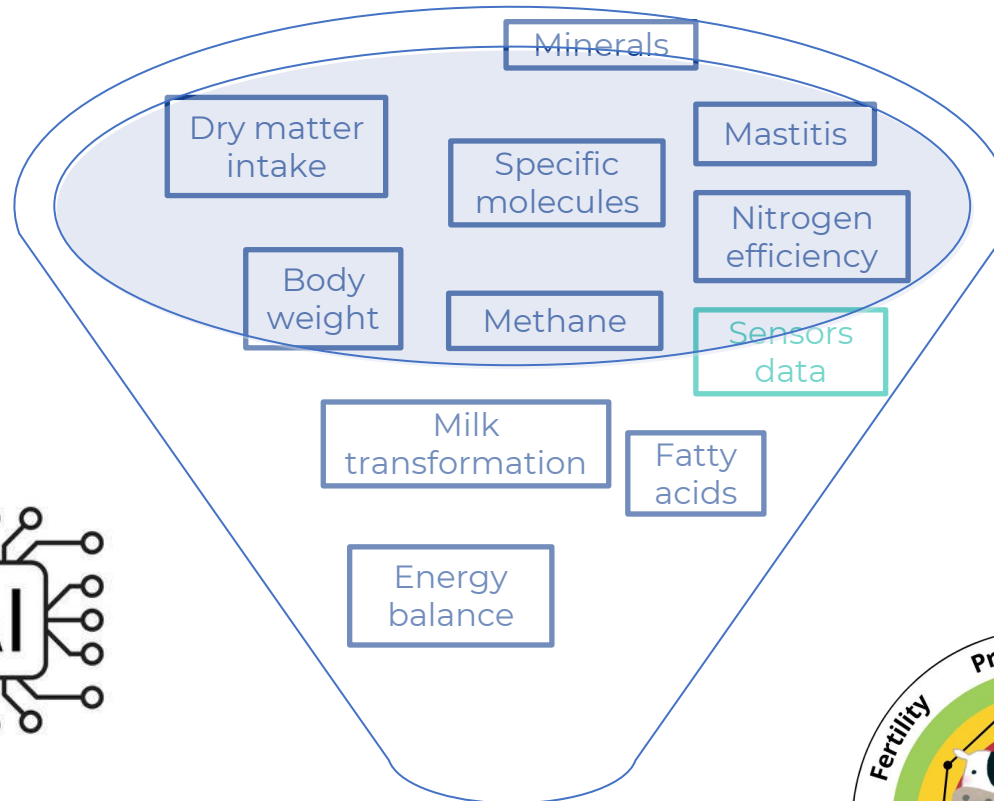 Minerals
Dry matter
intake
Specific
molecules
Mastitis
Nitrogen
efficiency
Body
weight
Methane
Sensors
data
Milk
transformation
Fatty
acids
Energy
balance
Fertility